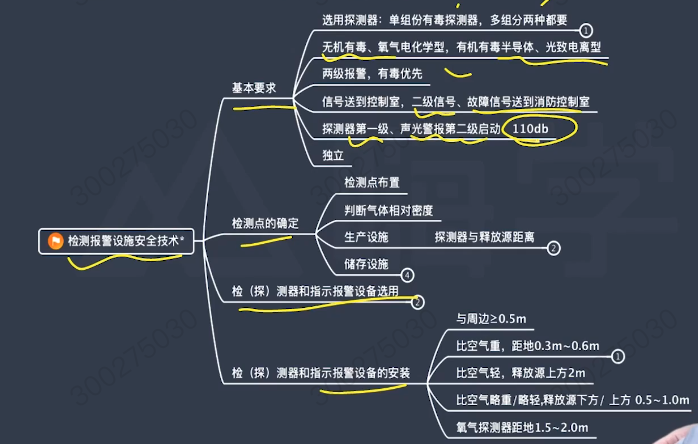 选用探测器：单组份有毒探测器，多组分两种都要 1
无机有毒、氧气电化学型，有机有毒半导体、光致电离型
两级报警，有毒优先
基本要求
信号送到控制室，二级信号、故障信号送到消防控制室
探测器第一级、声光警报第二级启动 110db
独立
检测点布置
判断气体相对密度
检测点的确定
生产设施 探测器与释放源距离 2
储存设施 4
检测报警设施安全技术*
检（探）测器和指示报警设备选用 2
与周边≥0.5m
比空气重，距地0.3m~0.6m 1
检（探）测器和指示报警设备的安装
比空气轻，释放源上方2m
比空气略重/略轻,释放源下方/ 上方 0.5~1.0m
氧气探测器距地1.5~2.0m
300275030
300275030
300275030
300275030